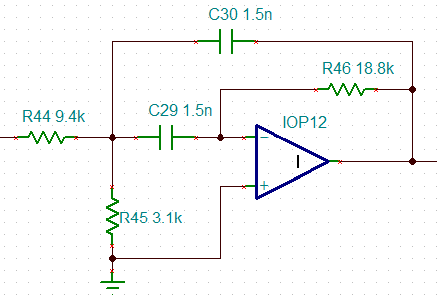 C30 1.5n
R46 18.8k
R44 9.4k
C29 1.5n
IOP12
−
I
+
R45 3.1k